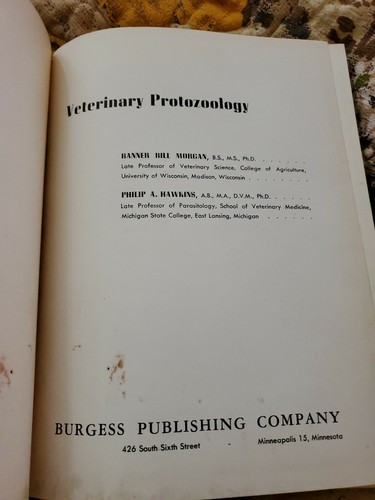 Veterinary Protozoology
BANNER BILL MORGAN, B.S., M.S., Ph.D. . . . . . .
Late Professor of Veterinary Science, College of Agriculture,
University of Wisconsin, Madison, Wisconsin . . . . . . . .
PHILIP A. HAWKINS, A.B., M.A., D.V.M., Ph.D. . . . . .
Late Professor of Parasitology, School of Veterinary Medicine,
Michigan State College, East Lansing, Michigan . . . . . .
BURGESS PUBLISHING COMPANY
426 South Sixth Street - Minneapolis 15, Minnesota